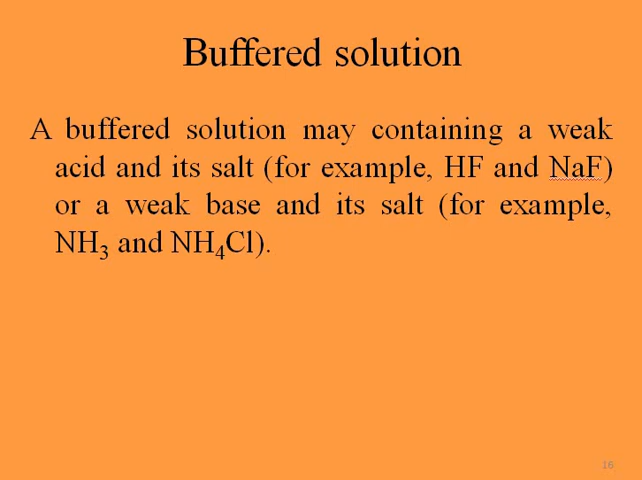 Buffered solution
A buffered solution may containing a weak
acid and its salt (for example, HF and NaF)
or a weak base and its salt (for example,
NH₃ and NH₄Cl).
16